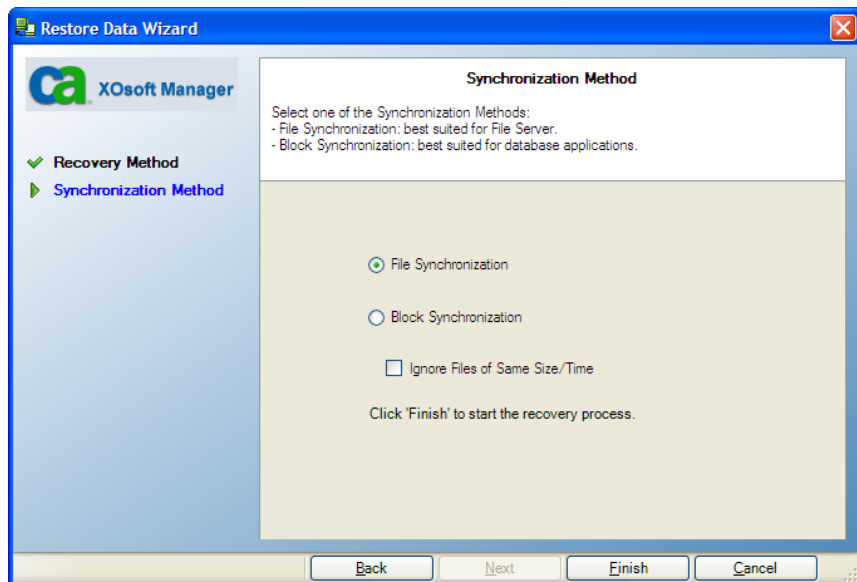 Restore Data Wizard
ca XOsoft Manager
Recovery Method
Synchronization Method
Synchronization Method
Select one of the Synchronization Methods:
- File Synchronization: best suited for File Server.
- Block Synchronization: best suited for database applications.
File Synchronization
Block Synchronization
Ignore Files of Same Size/Time
Click 'Finish' to start the recovery process.
Back Next Finish Cancel